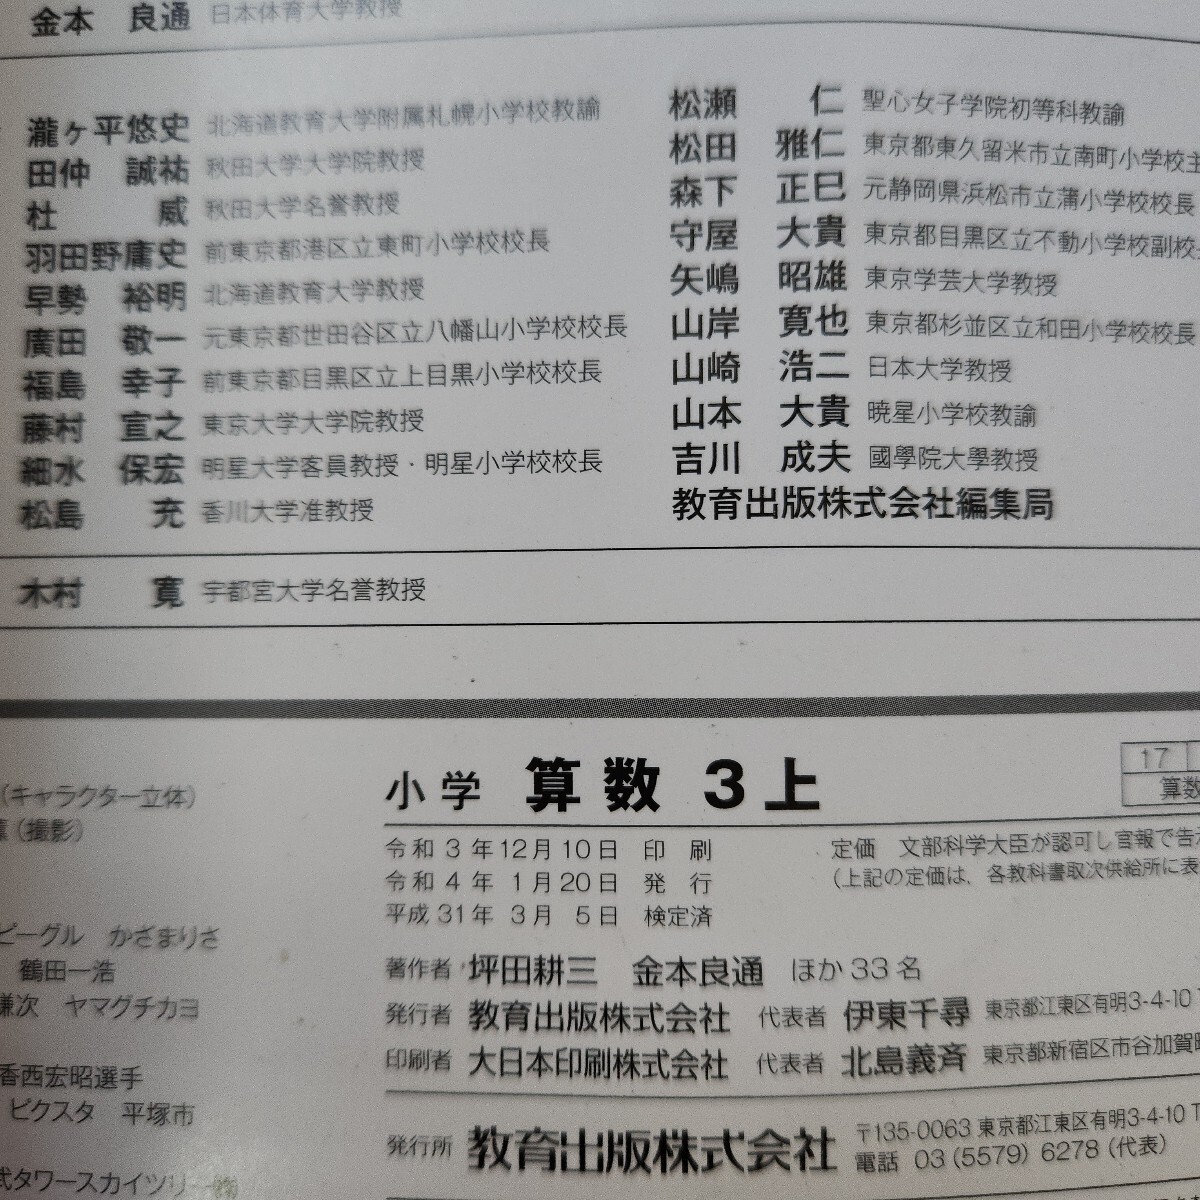 金本 良通 日本体育大学教授
瀧ヶ平悠史 北海道教育大学附属札幌小学校教諭
田仲 誠祐 秋田大学大学院教授
杜 威 秋田大学名誉教授
羽田野庸史 前東京都港区立東町小学校校長
早勢 裕明 北海道教育大学教授
廣田 敬一 元東京都世田谷区立八幡山小学校校長
福島 幸子 前東京都目黒区立上目黒小学校校長
藤村 宣之 東京大学大学院教授
細水 保宏 明星大学客員教授・明星小学校校長
松島 充 香川大学准教授
松瀬 仁 聖心女子学院初等科教諭
松田 雅仁 東京都東久留米市立南町小学校主
森下 正巳 元静岡県浜松市立蒲小学校校長
守屋 大貴 東京都目黒区立不動小学校副校
矢嶋 昭雄 東京学芸大学教授
山岸 寛也 東京都杉並区立和田小学校校長
山崎 浩二 日本大学教授
山本 大貴 暁星小学校教諭
吉川 成夫 國學院大學教授
教育出版株式会社編集局
木村 寛 宇都宮大学名誉教授
(キャラクター立体)
(撮影)
ピーグル かざまりさ
鶴田一浩
謙次 ヤマグチカヨ
香西宏昭選手
ピクスタ 平塚市
式タワースカイツリー
小学 算数 3上
17
算数
令和 3 年 12月 10日 印 刷
令和 4 年 1月20日 発 行
平成 31年 3月 5日 検定済
定価 文部科学大臣が認可し官報で告
(上記の定価は、各教科書取次供給所に表
著作者 坪田耕三 金本良通 ほか33名
発行者 教育出版株式会社 代表者 伊東千尋 東京都江東区有明3-4-10
印刷者 大日本印刷株式会社 代表者 北島義斉 東京都新宿区市谷加賀町
発行所 教育出版株式会社 〒135-0063 東京都江東区有明3-4-10
電話 03 (5579) 6278 (代表)